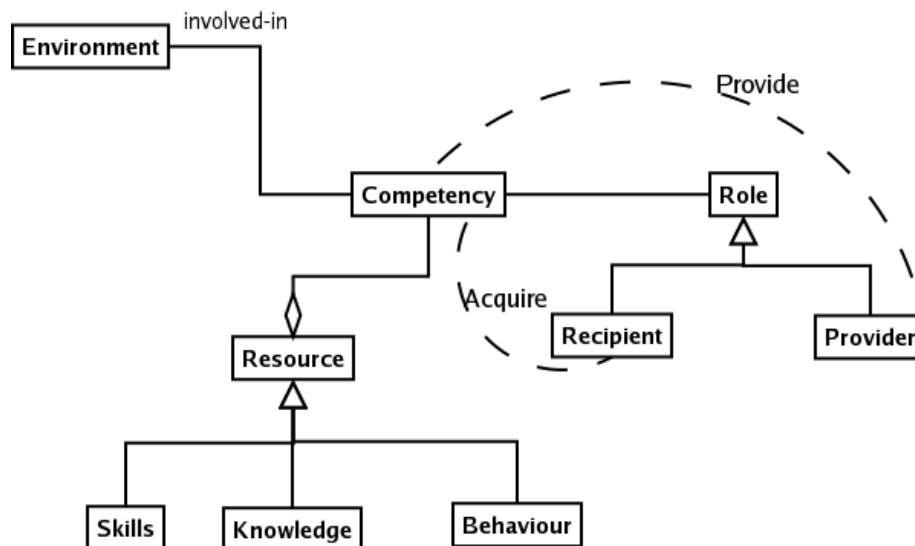 involved-in
Environment
Provide
Competency
Role
Acquire
Recipient
Provider
Resource
Skills
Knowledge
Behaviour